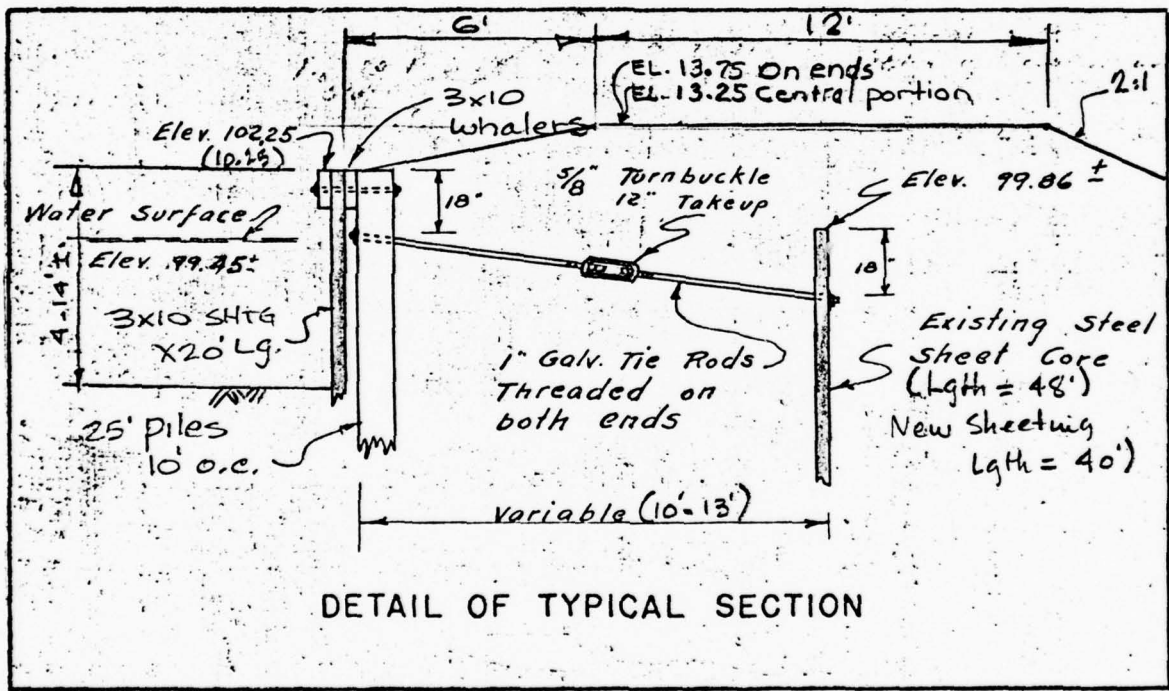 6'
12'
EL. 13.75 on ends
EL. 13.25 Central portion
2:1
3x10
Whalers
Elev. 102.25
(10.25)
5/8" Turnbuckle
12" Takeup
Elev. 99.86 ±
18"
Water Surface
Elev. 99.45±
18"
4-14' ±
3x10 SHTG
x20' Lg.
1" Galv. Tie Rods
Threaded on
both ends
Existing Steel
Sheet Core
(Lgth = 48')
New Sheeting
Lgth = 40')
25' Piles
10' o.c.
Variable (10'-13')
DETAIL OF TYPICAL SECTION